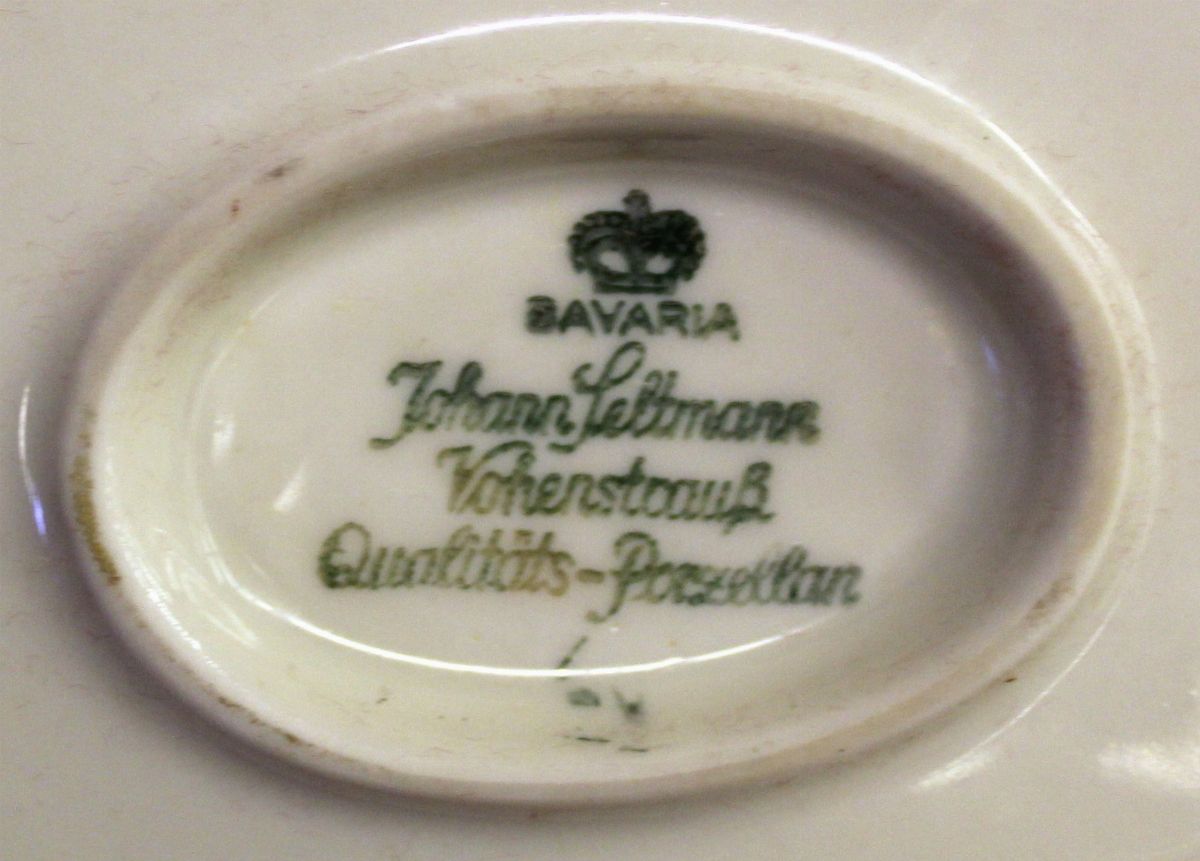 BAVARIA
Johann Seltmann
Vohenstrauß
Qualitäts-Porzellan